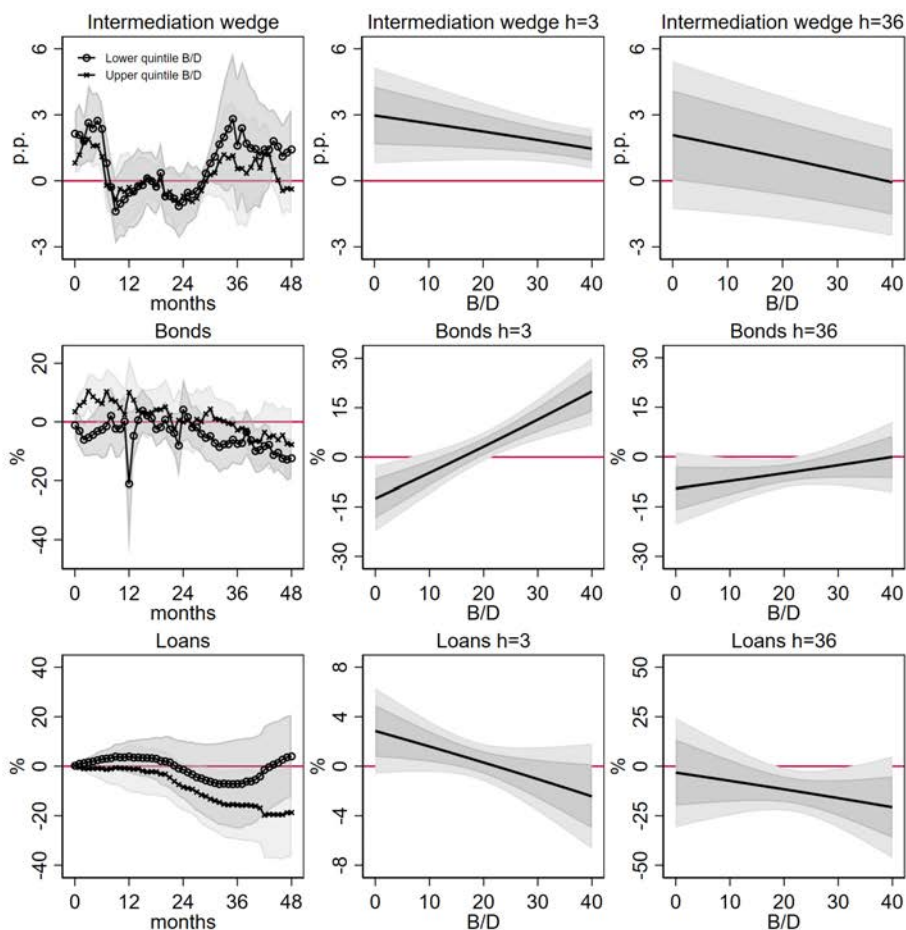 Intermediation wedge
Intermediation wedge h=3
Intermediation wedge h=36
Lower quintile B/D
Upper quintile B/D
p.p.
6
3
0
-3
0 12 24 36 48
months
p.p.
6
3
0
-3
0 10 20 30 40
B/D
p.p.
6
3
0
-3
0 10 20 30 40
B/D
Bonds
Bonds h=3
Bonds h=36
%
20
0
-20
-40
0 12 24 36 48
months
%
30
15
0
-15
-30
0 10 20 30 40
B/D
%
30
15
0
-15
-30
0 10 20 30 40
B/D
Loans
Loans h=3
Loans h=36
%
40
20
0
-20
-40
0 12 24 36 48
months
%
8
4
0
-4
-8
0 10 20 30 40
B/D
%
50
25
0
-25
-50
0 10 20 30 40
B/D